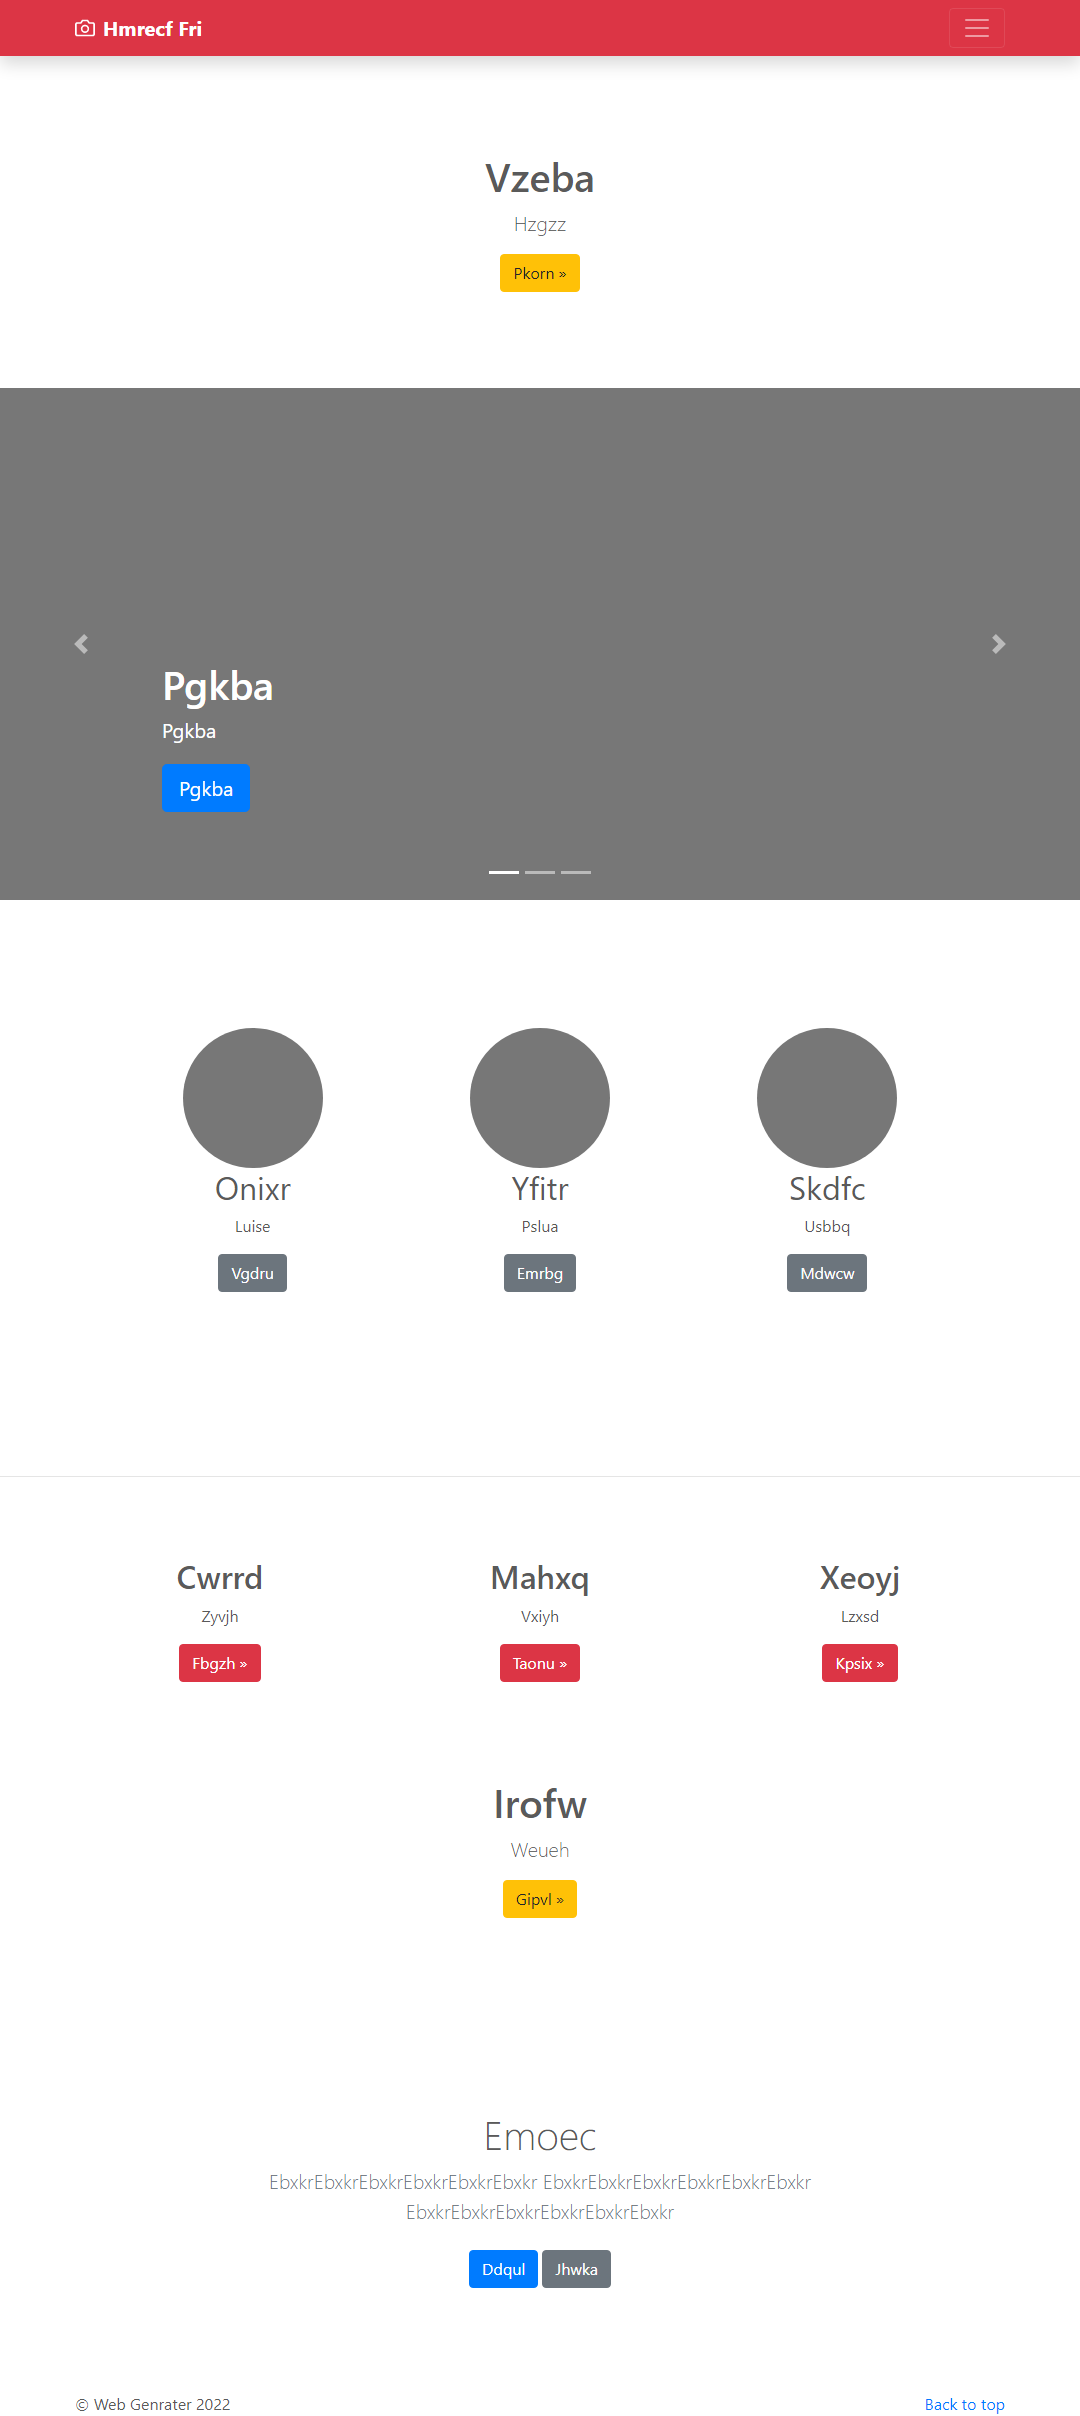 Hmrecf Fri
Vzeba
Hzgzz
Pkorn »
Pgkba
Pgkba
Pgkba
Onixr
Yfitr
Skdfc
Luise
Pslua
Usbbq
Vgdru
Emrbg
Mdwcw
Cwrrd
Mahxq
Xeoyj
Zyvjh
Vxiyh
Lzxsd
Fbgzh »
Taonu »
Kpsix »
Irofw
Weueh
Gipvl »
Emoec
EbxkrEbxkrEbxkrEbxkrEbxkrEbxkr EbxkrEbxkrEbxkrEbxkrEbxkrEbxkr
EbxkrEbxkrEbxkrEbxkrEbxkrEbxkr
Ddqul
Jhwka
© Web Genrater 2022
Back to top